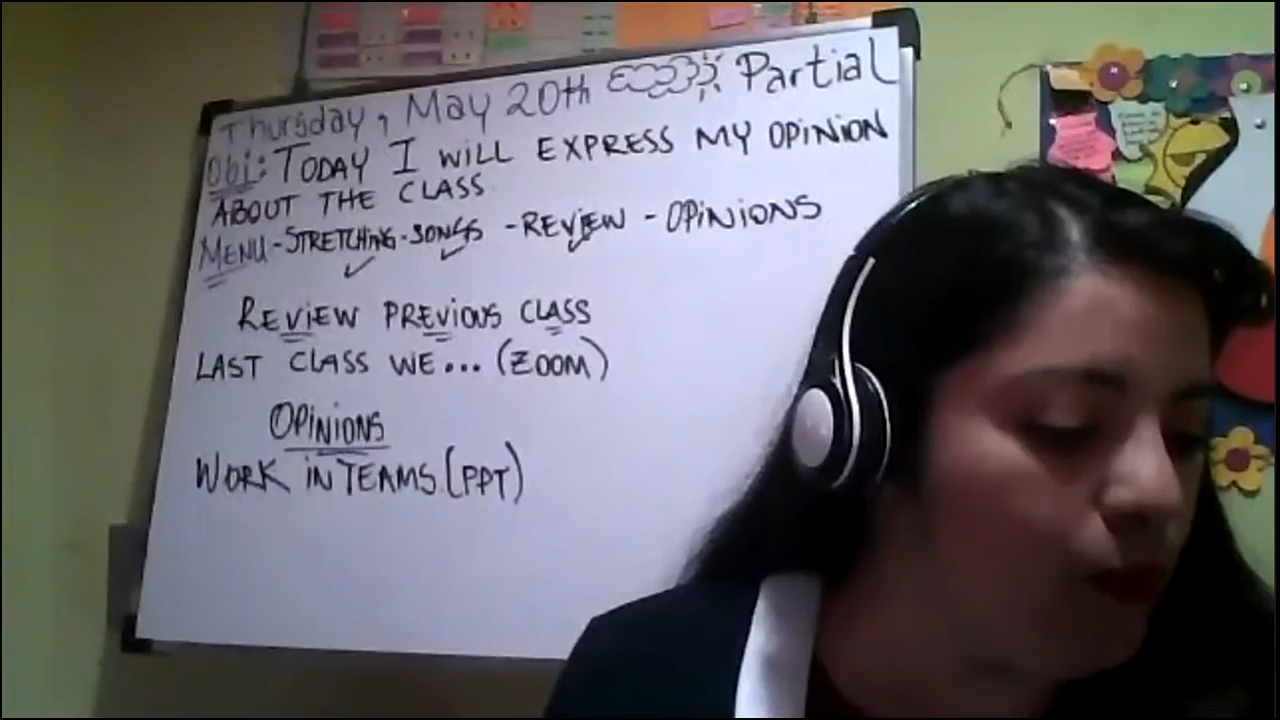 Thursday, May 20th Partial
Obj: TODAY I WILL EXPRESS MY OPINION
ABOUT THE CLASS
MENU - STRETCHING - SONGS - REVIEW - OPINIONS
REVIEW PREVIOUS CLASS
LAST CLASS WE... (ZOOM)
OPINIONS
WORK IN TEAMS. (PPT)